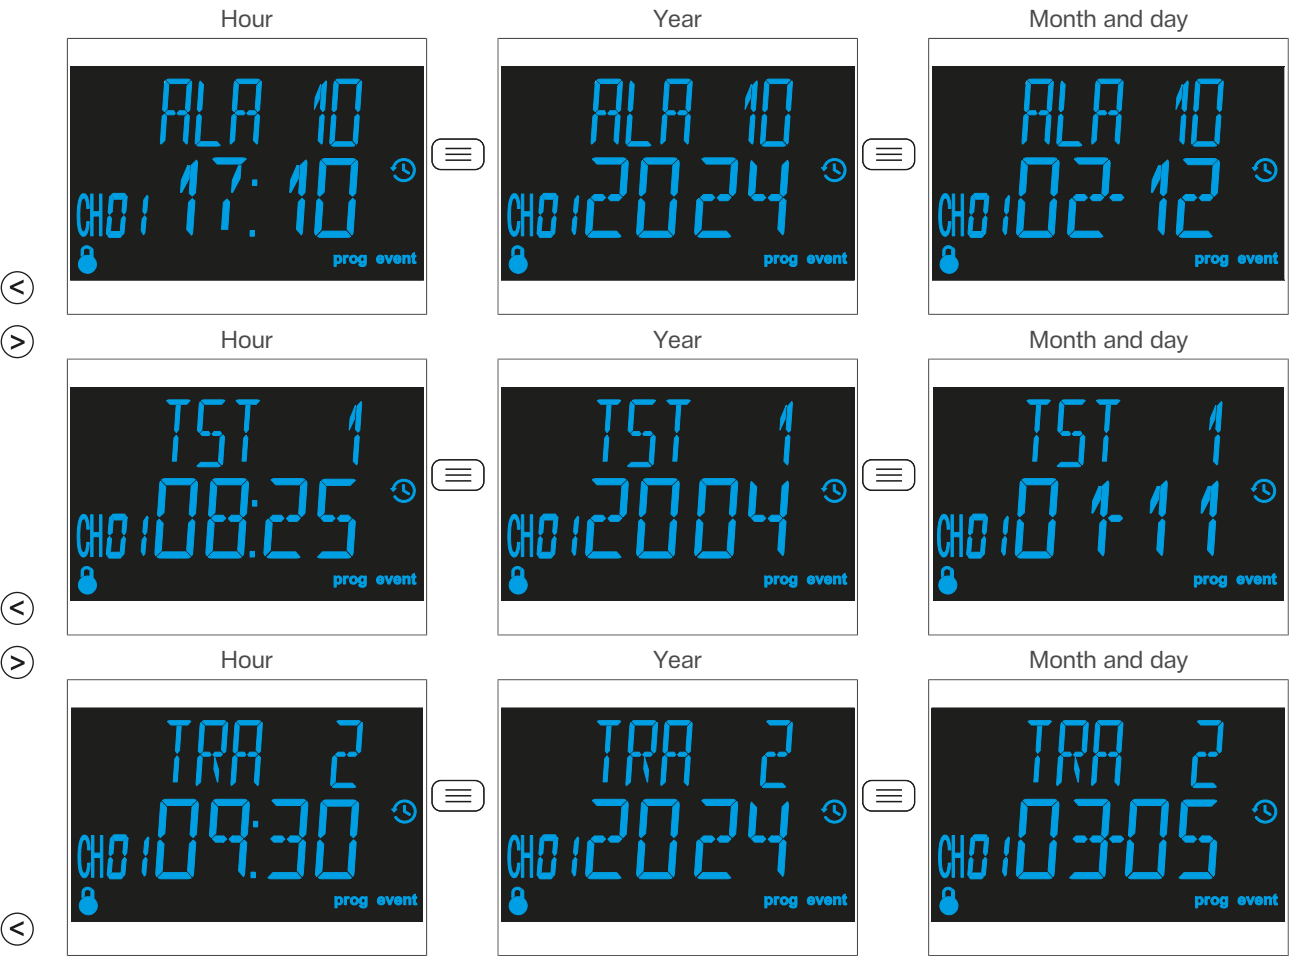 Hour Year Month and day
ALA 10 ALA 10 ALA 10
CH01 17:10 CH01 2024 CH01 02-12
prog event prog event prog event
<
> Hour Year Month and day
TST 1 TST 1 TST 1
CH01 08:25 CH01 2004 CH01 01-11
prog event prog event prog event
<
> Hour Year Month and day
TRA 2 TRA 2 TRA 2
CH01 09:30 CH01 2024 CH01 03-05
prog event prog event prog event
<